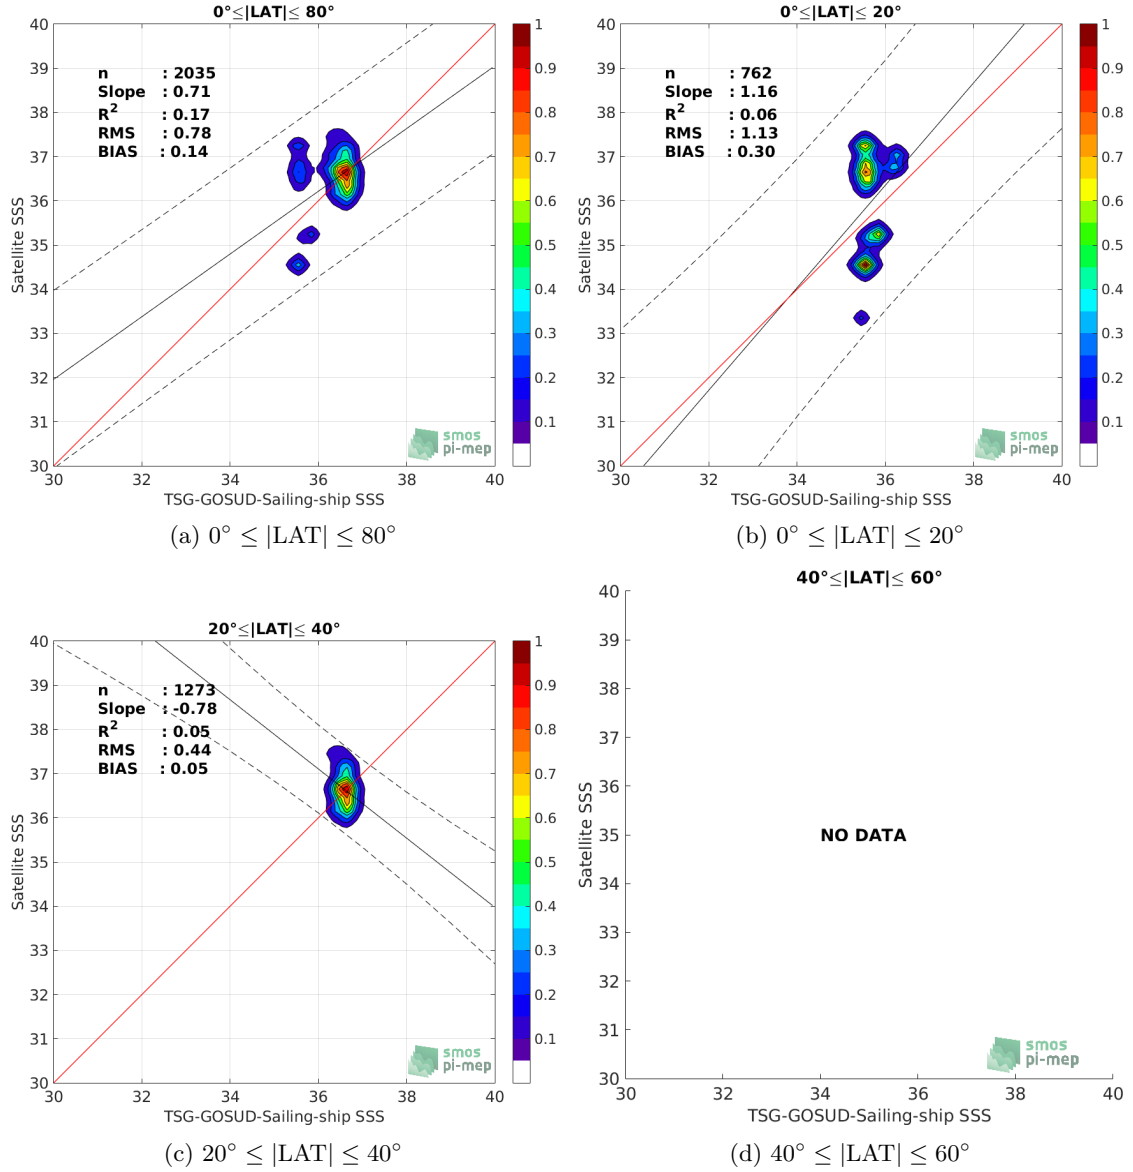 0°≤|LAT|≤ 80°
n : 2035
Slope : 0.71
R2 : 0.17
RMS : 0.78
BIAS : 0.14
40
39
38
37
36
35
34
33
32
31
30
Satellite SSS
30 32 34 36 38 40
TSG-GOSUD-Sailing-ship SSS
1
0.9
0.8
0.7
0.6
0.5
0.4
0.3
0.2
0.1
smos
pi-mep
(a) 0° ≤ |LAT| ≤ 80°
0°≤|LAT|≤ 20°
n : 762
Slope : 1.16
R2 : 0.06
RMS : 1.13
BIAS : 0.30
40
39
38
37
36
35
34
33
32
31
30
Satellite SSS
30 32 34 36 38 40
TSG-GOSUD-Sailing-ship SSS
1
0.9
0.8
0.7
0.6
0.5
0.4
0.3
0.2
0.1
smos
pi-mep
(b) 0° ≤ |LAT| ≤ 20°
20°≤|LAT|≤ 40°
n : 1273
Slope : -0.78
R2 : 0.05
RMS : 0.44
BIAS : 0.05
40
39
38
37
36
35
34
33
32
31
30
Satellite SSS
30 32 34 36 38 40
TSG-GOSUD-Sailing-ship SSS
1
0.9
0.8
0.7
0.6
0.5
0.4
0.3
0.2
0.1
smos
pi-mep
(c) 20° ≤ |LAT| ≤ 40°
40°≤|LAT|≤ 60°
40
39
38
37
36
35
34
33
32
31
30
Satellite SSS
NO DATA
30 32 34 36 38 40
TSG-GOSUD-Sailing-ship SSS
smos
pi-mep
(d) 40° ≤ |LAT| ≤ 60°